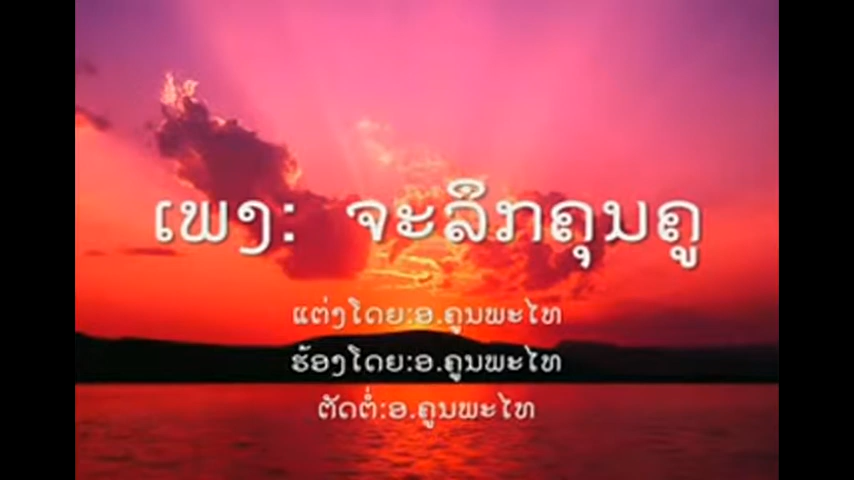 ເພງ: ຈະລຶກຄຸນຄູ
ແຕ່ງໂດຍ:ອ.ຄູນພະໄທ
ຮ້ອງໂດຍ:ອ.ຄູນພະໄທ
ຕັດຕໍ່:ອ.ຄູນພະໄທ